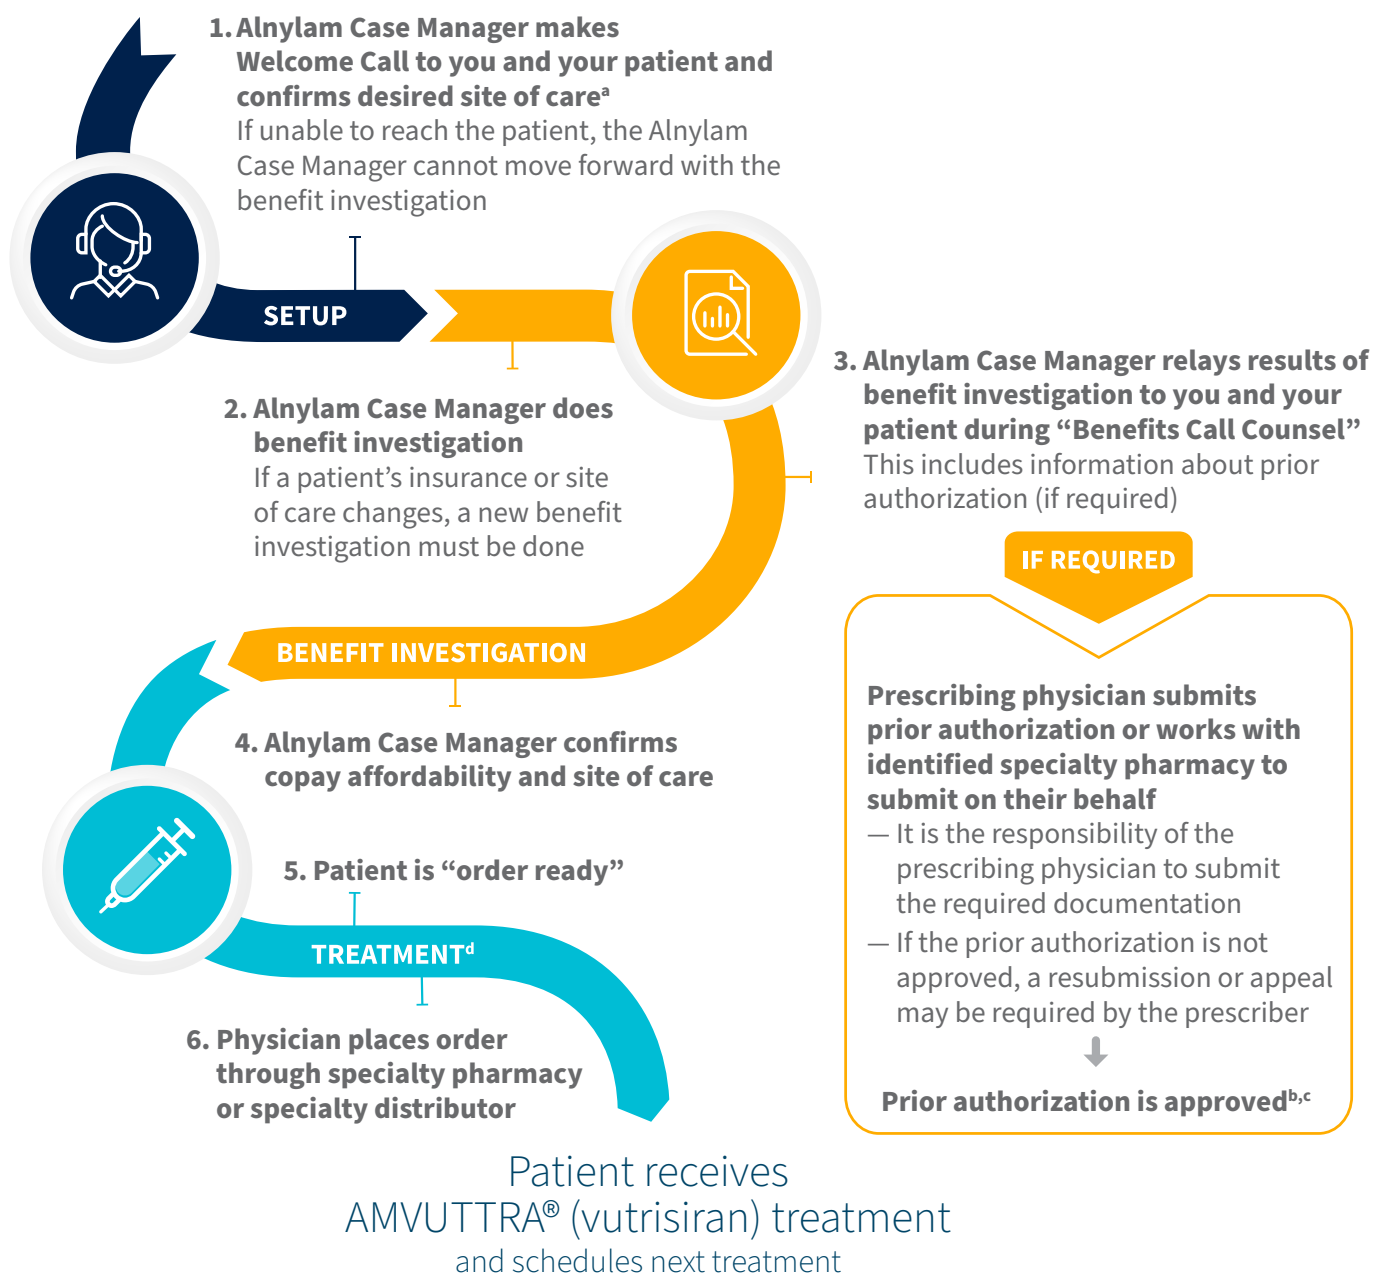 1. Alnylam Case Manager makes
Welcome Call to you and your patient and
confirms desired site of careᵃ
If unable to reach the patient, the Alnylam
Case Manager cannot move forward with the
benefit investigation
SETUP
2. Alnylam Case Manager does
benefit investigation
If a patient’s insurance or site
of care changes, a new benefit
investigation must be done
3. Alnylam Case Manager relays results of
benefit investigation to you and your
patient during “Benefits Call Counsel”
This includes information about prior
authorization (if required)
IF REQUIRED
Prescribing physician submits
prior authorization or works with
identified specialty pharmacy to
submit on their behalf
— It is the responsibility of the
prescribing physician to submit
the required documentation
— If the prior authorization is not
approved, a resubmission or appeal
may be required by the prescriber
Prior authorization is approvedᵇ,ᶜ
BENEFIT INVESTIGATION
4. Alnylam Case Manager confirms
copay affordability and site of care
5. Patient is “order ready”
TREATMENTᵈ
6. Physician places order
through specialty pharmacy
or specialty distributor
Patient receives
AMVUTTRA® (vutrisiran) treatment
and schedules next treatment